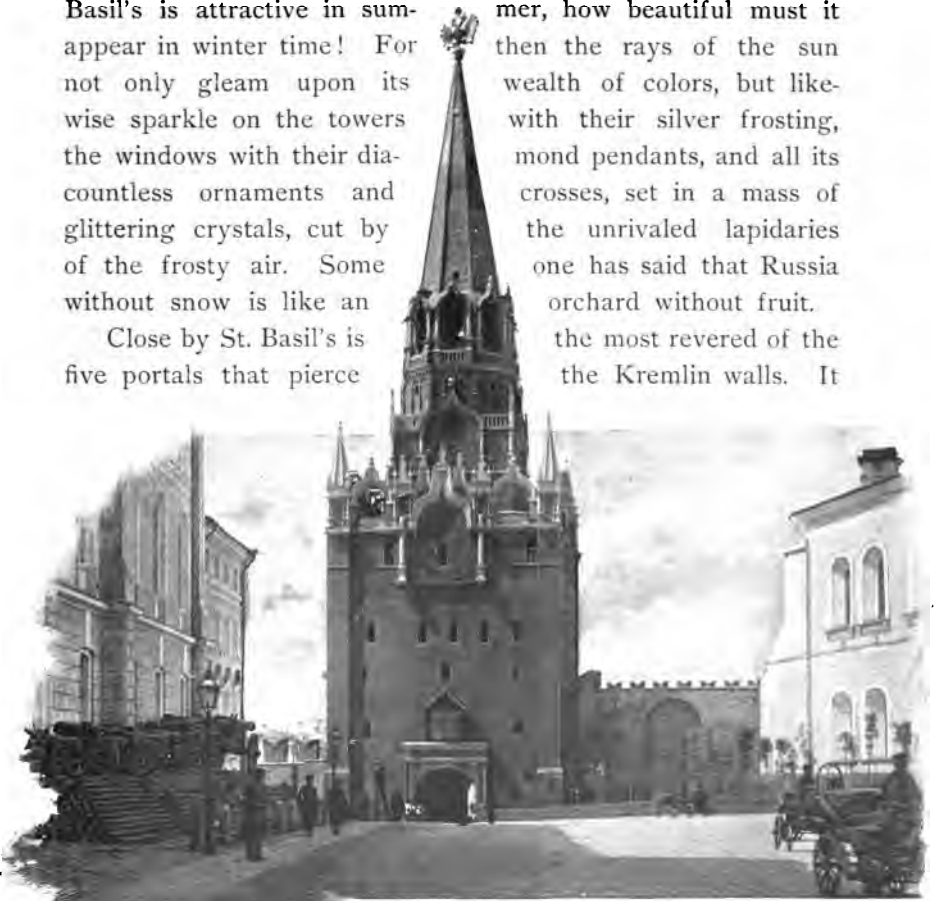 Basil's is attractive in sum- mer, how beautiful must it
appear in winter time! For then the rays of the sun
not only gleam upon its wealth of colors, but like-
wise sparkle on the towers with their silver frosting,
the windows with their dia- mond pendants, and all its
countless ornaments and crosses, set in a mass of
glittering crystals, cut by the unrivaled lapidaries
of the frosty air. Some one has said that Russia
without snow is like an orchard without fruit.
Close by St. Basil's is the most revered of the
five portals that pierce the Kremlin walls. It